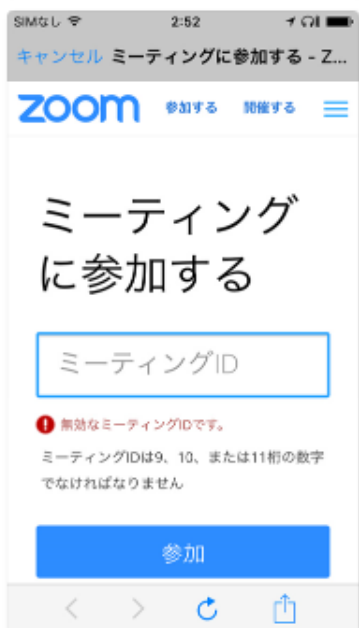 SIMなし 2:52
キャンセル ミーティングに参加する - Z...
zoom 参加する 開催する
ミーティング
に参加する
ミーティングID
無効なミーティングIDです。
ミーティングIDは9、10、または11桁の数字
でなければなりません
参加